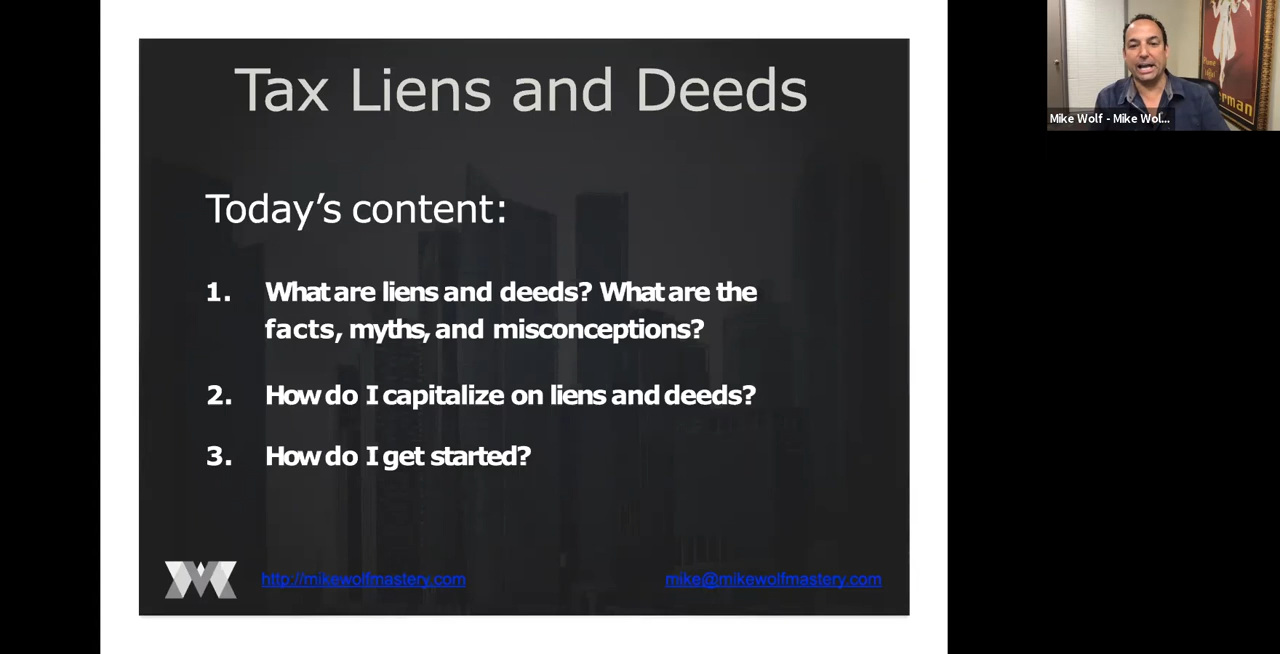 Tax Liens and Deeds
Today's content:
1. What are liens and deeds? What are the
facts, myths, and misconceptions?
2. How do I capitalize on liens and deeds?
3. How do I get started?
http://mikewolfmastery.com
mike@mikewolfmastery.com
Mike Wolf - Mike Wol...